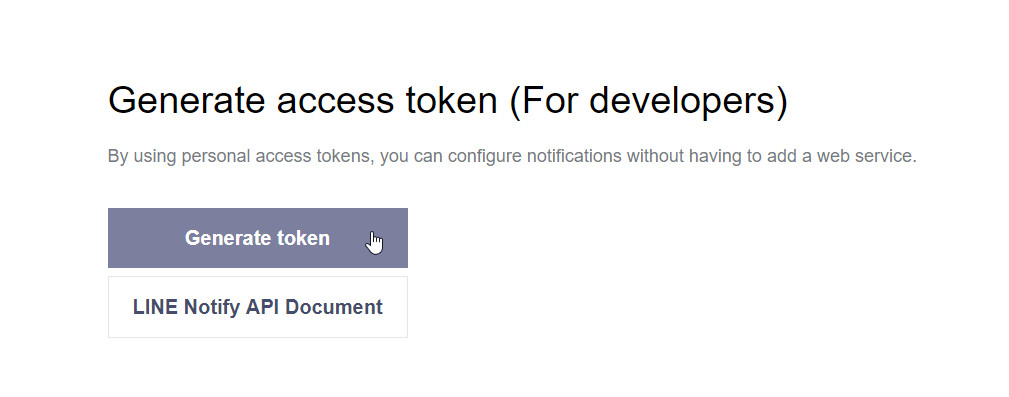 Generate access token (For developers)
By using personal access tokens, you can configure notifications without having to add a web service.
Generate token
LINE Notify API Document